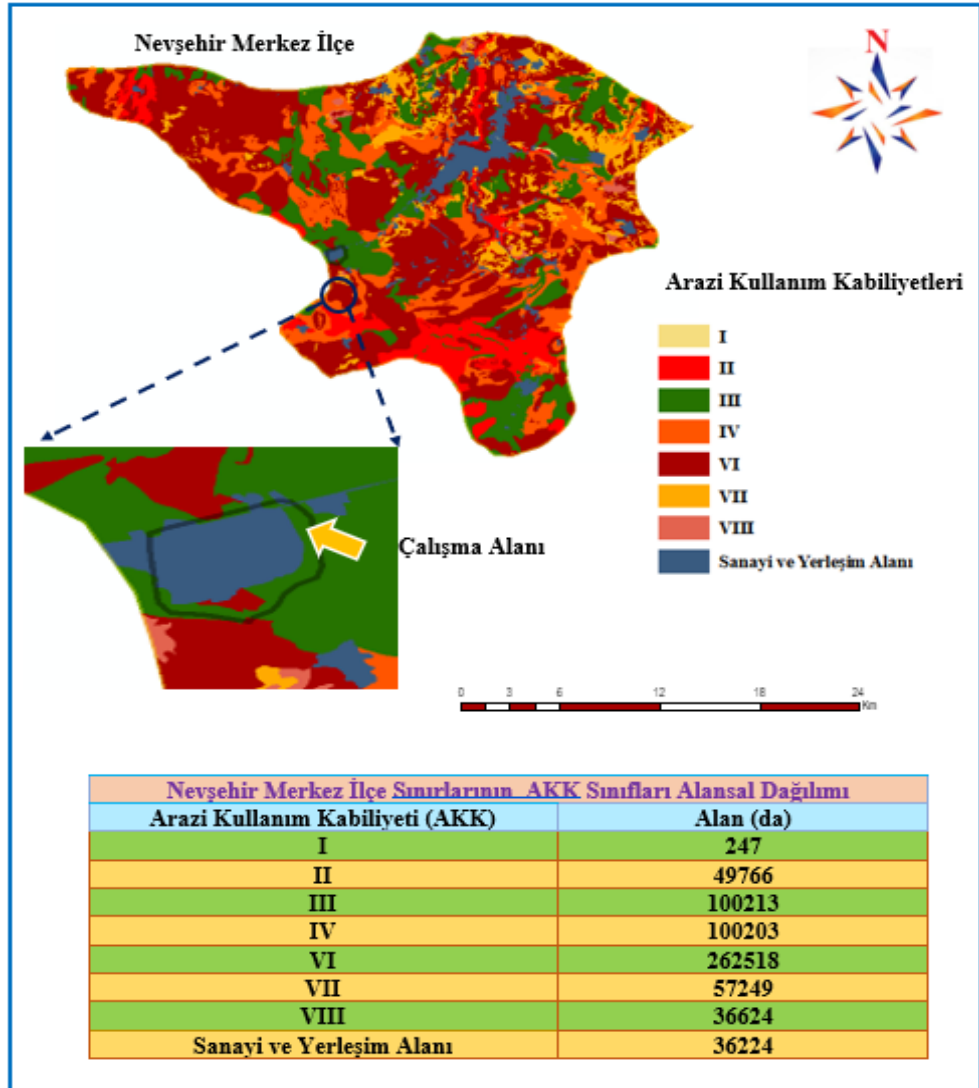 Nevşehir Merkez İlçe
N
Arazi Kullanım Kabiliyetleri
I
II
III
IV
VI
VII
VIII
Sanayi ve Yerleşim Alanı
Çalışma Alanı
0 3 6 12 18 24
Km
Nevşehir Merkez İlçe Sınırlarının AKK Sınıfları Alansal Dağılımı
Arazi Kullanım Kabiliyeti (AKK) Alan (da)
I 247
II 49766
III 100213
IV 100203
VI 262518
VII 57249
VIII 36624
Sanayi ve Yerleşim Alanı 36224